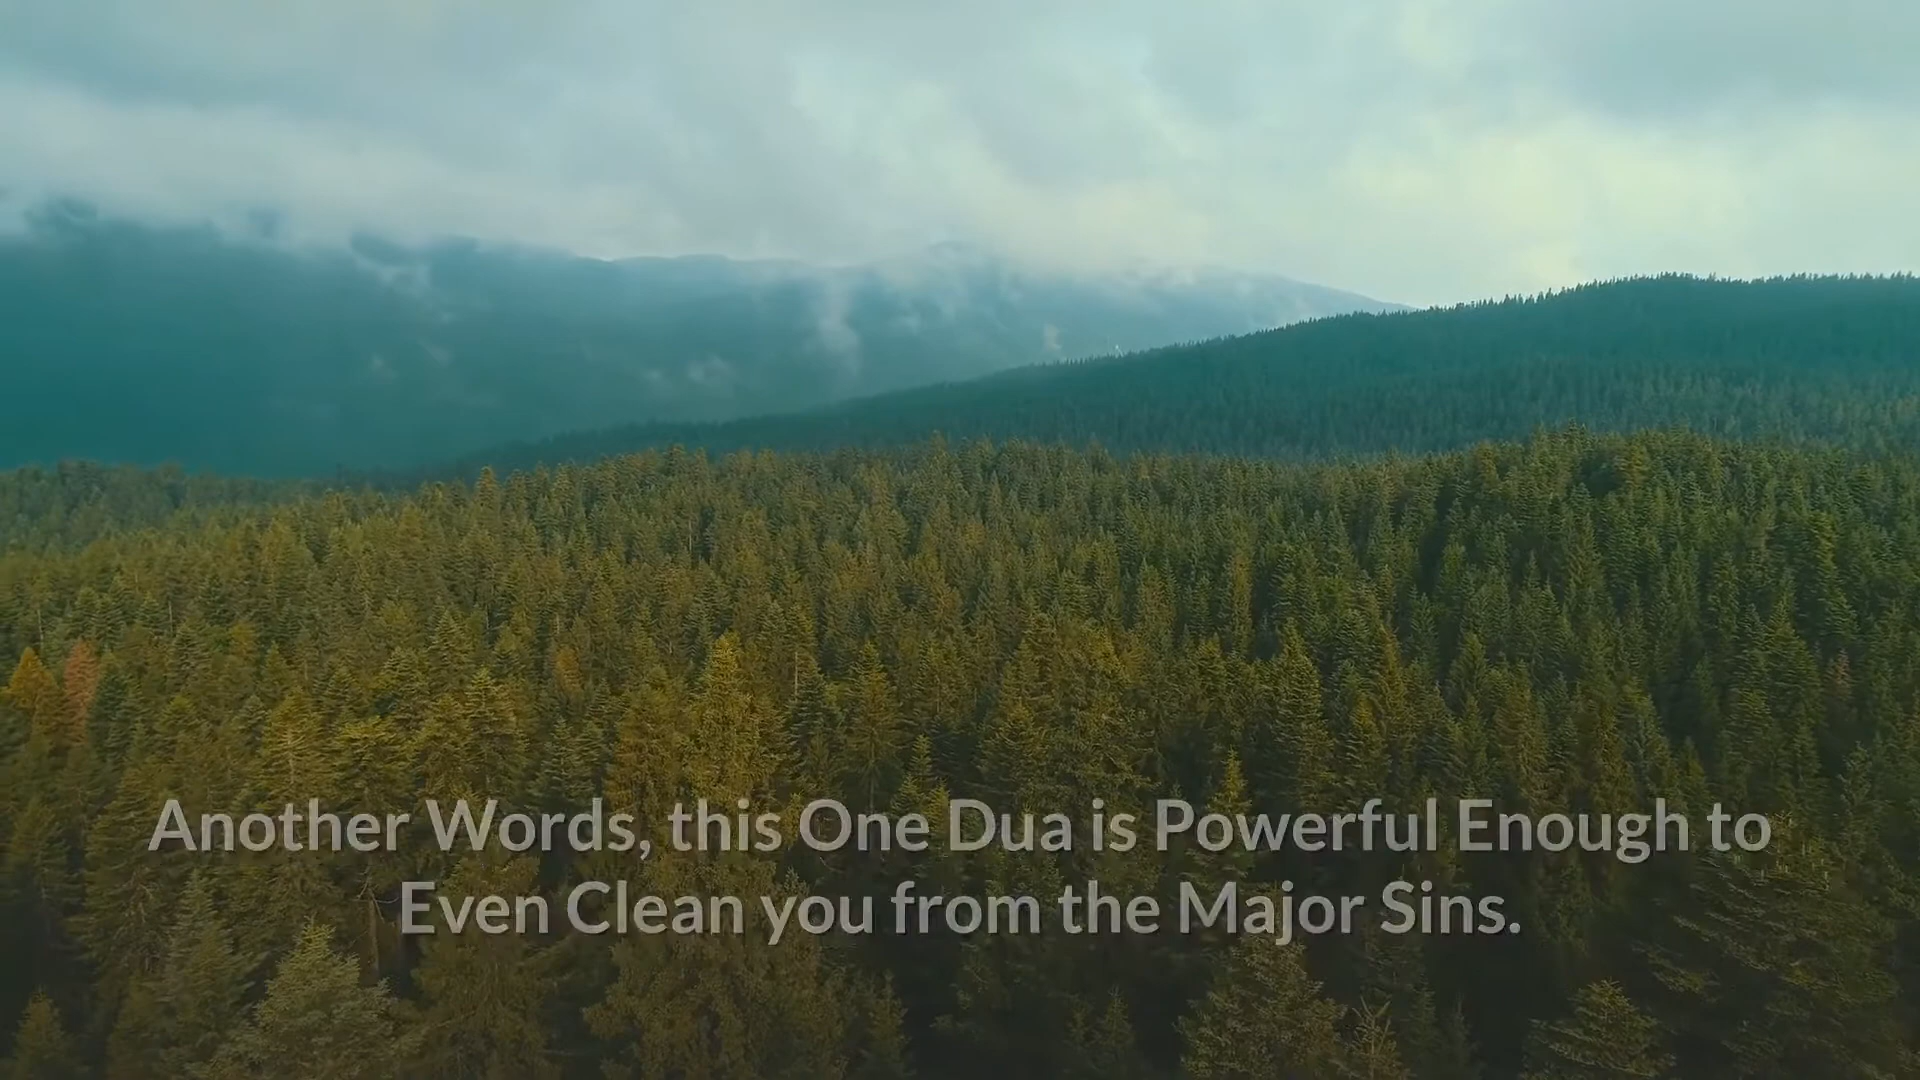 Another Words, this One Dua is Powerful Enough to
Even Clean you from the Major Sins.